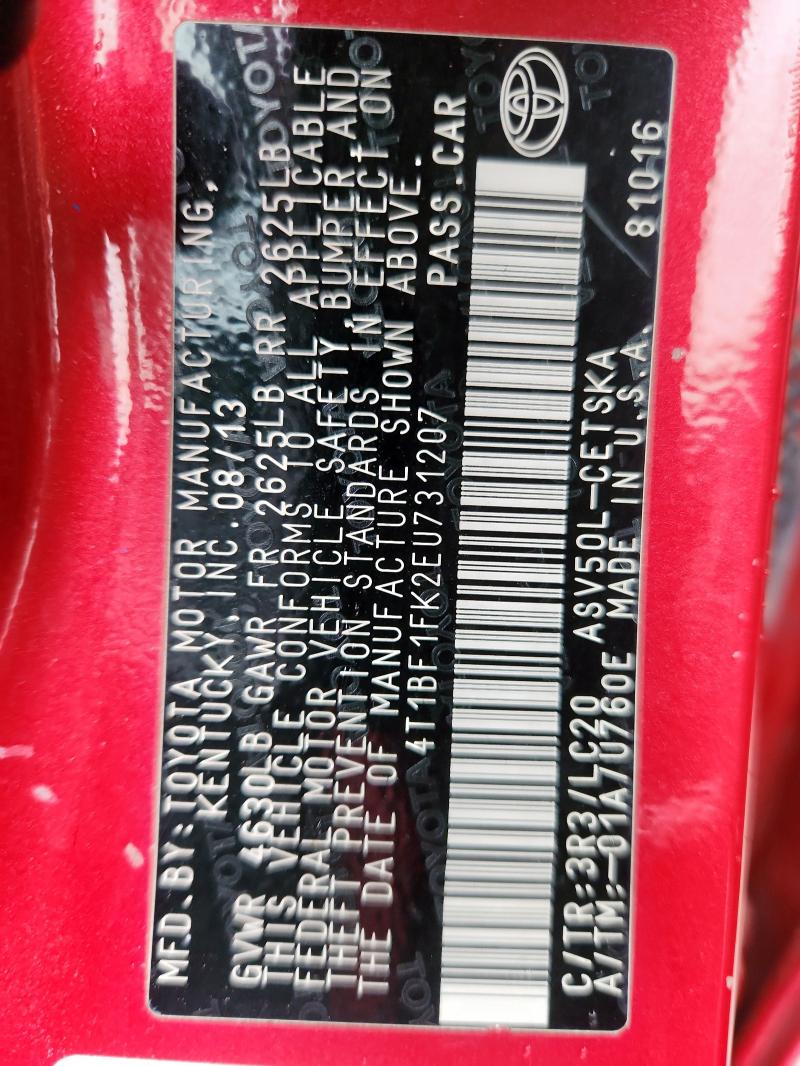 MFD.BY:TOYOTA MOTOR MANUFACTURING,
KENTUCKY, INC. 08/13
GVWR 4630LB GAWR FR 2625LB RR 2625LB
THIS VEHICLE CONFORMS TO ALL APPLICABLE
FEDERAL MOTOR VEHICLE SAFETY, BUMPER AND
THEFT PREVENTION STANDARDS IN EFFECT ON
THE DATE OF MANUFACTURE SHOWN ABOVE.
4T1BF1FK2EU731207 PASS.CAR
C/TR:3R3/LC20 ASV50L-CETSKA
A/TM:-01A/U760E MADE IN U.S.A. 81016